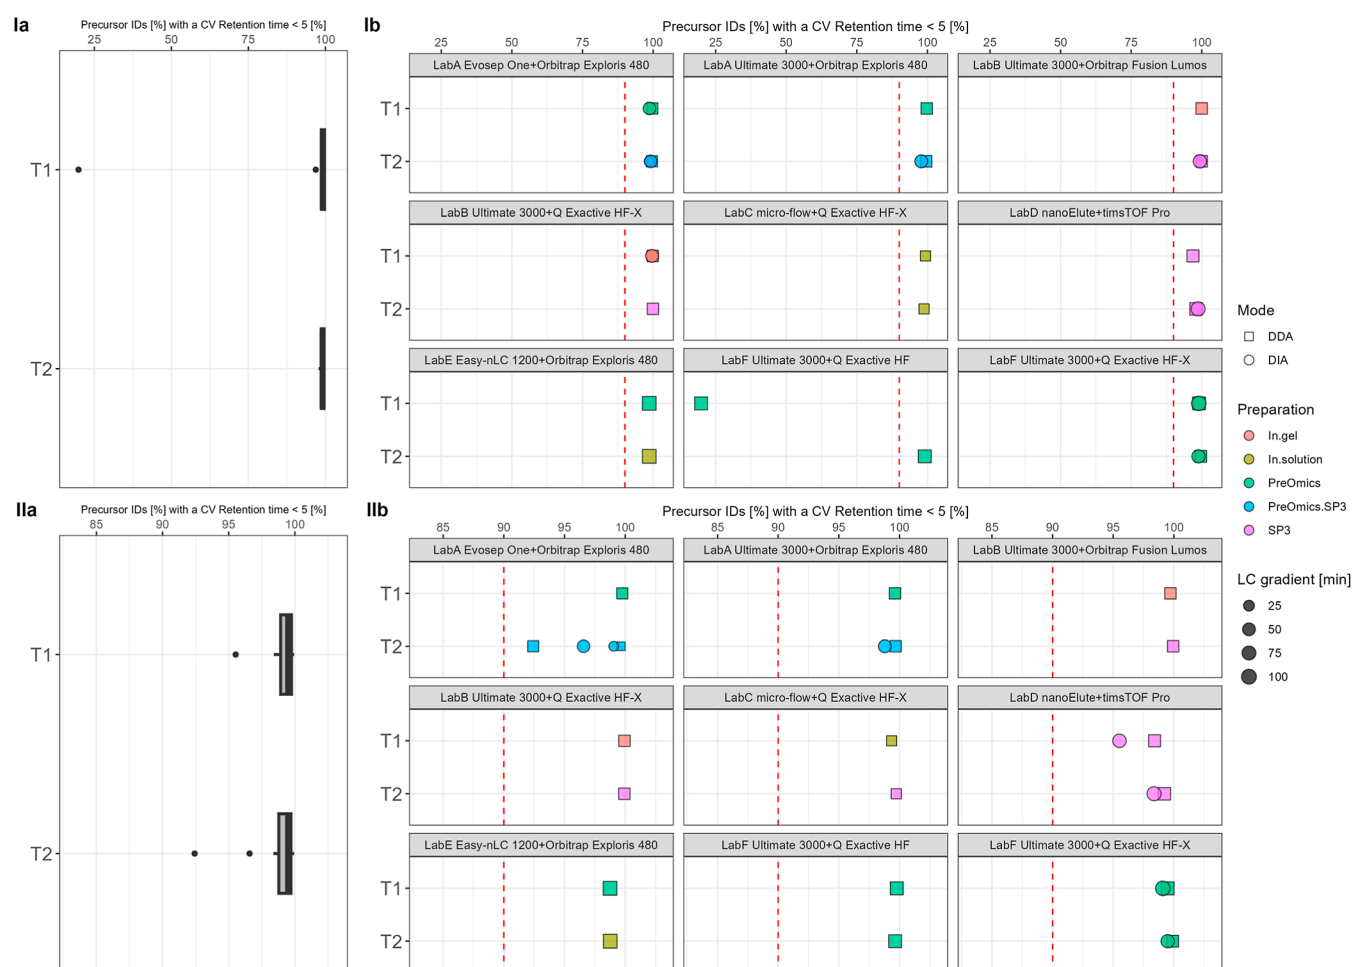 Ia
Precursor IDs [%] with a CV Retention time < 5 [%]
25 50 75 100
T1
T2
Ib
Precursor IDs [%] with a CV Retention time < 5 [%]
25 50 75 100 25 50 75 100 25 50 75 100
LabA Evosep One+Orbitrap Exploris 480
LabA Ultimate 3000+Orbitrap Exploris 480
LabB Ultimate 3000+Orbitrap Fusion Lumos
T1
T2
LabB Ultimate 3000+Q Exactive HF-X
LabC micro-flow+Q Exactive HF-X
LabD nanoElute+timsTOF Pro
T1
T2
LabE Easy-nLC 1200+Orbitrap Exploris 480
LabF Ultimate 3000+Q Exactive HF
LabF Ultimate 3000+Q Exactive HF-X
T1
T2
IIa
Precursor IDs [%] with a CV Retention time < 5 [%]
85 90 95 100
T1
T2
IIb
Precursor IDs [%] with a CV Retention time < 5 [%]
85 90 95 100 85 90 95 100 85 90 95 100
LabA Evosep One+Orbitrap Exploris 480
LabA Ultimate 3000+Orbitrap Exploris 480
LabB Ultimate 3000+Orbitrap Fusion Lumos
T1
T2
LabB Ultimate 3000+Q Exactive HF-X
LabC micro-flow+Q Exactive HF-X
LabD nanoElute+timsTOF Pro
T1
T2
LabE Easy-nLC 1200+Orbitrap Exploris 480
LabF Ultimate 3000+Q Exactive HF
LabF Ultimate 3000+Q Exactive HF-X
T1
T2
Mode
DDA
DIA
Preparation
In.gel
In.solution
PreOmics
PreOmics.SP3
SP3
LC gradient [min]
25
50
75
100